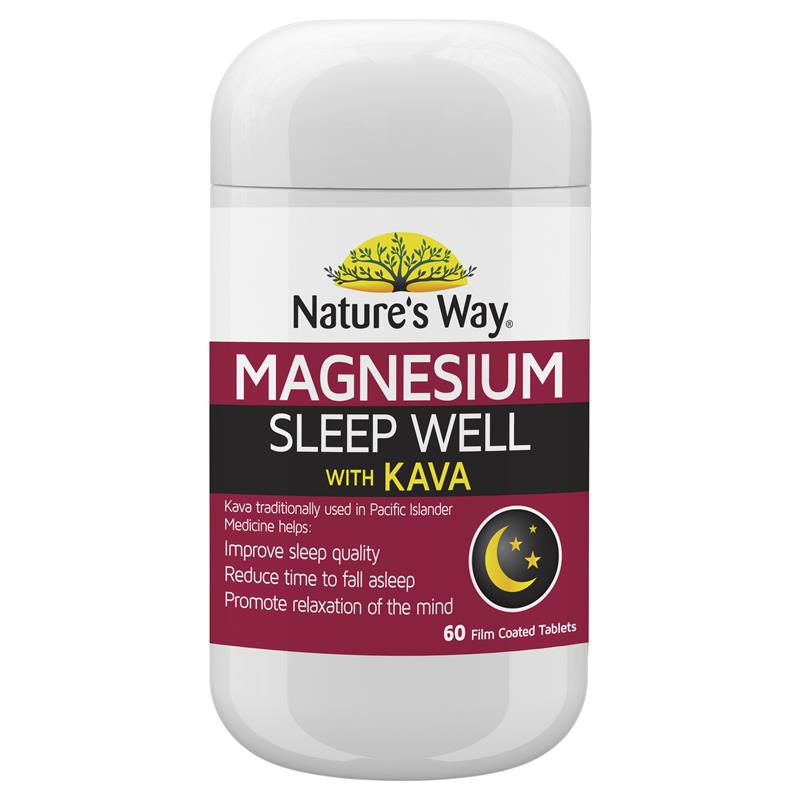 Nature's Way®
MAGNESIUM
SLEEP WELL
WITH KAVA
Kava traditionally used in Pacific Islander
Medicine helps:
Improve sleep quality
Reduce time to fall asleep
Promote relaxation of the mind
60 Film Coated Tablets